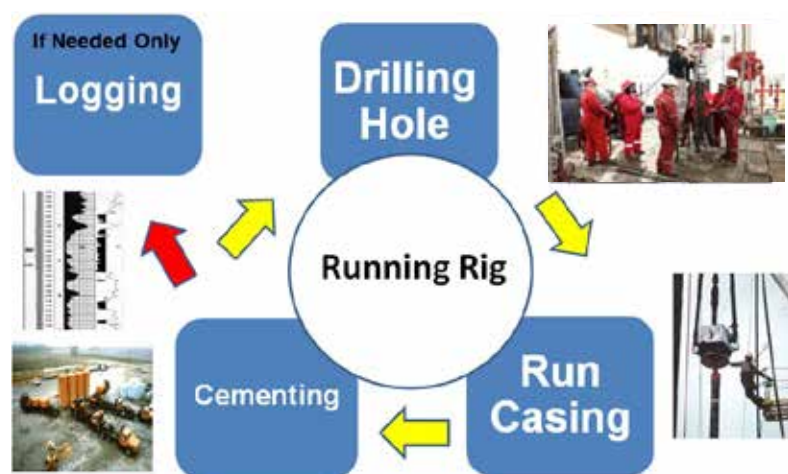 If Needed Only
Logging
Drilling
Hole
Running Rig
Cementing
Run
Casing